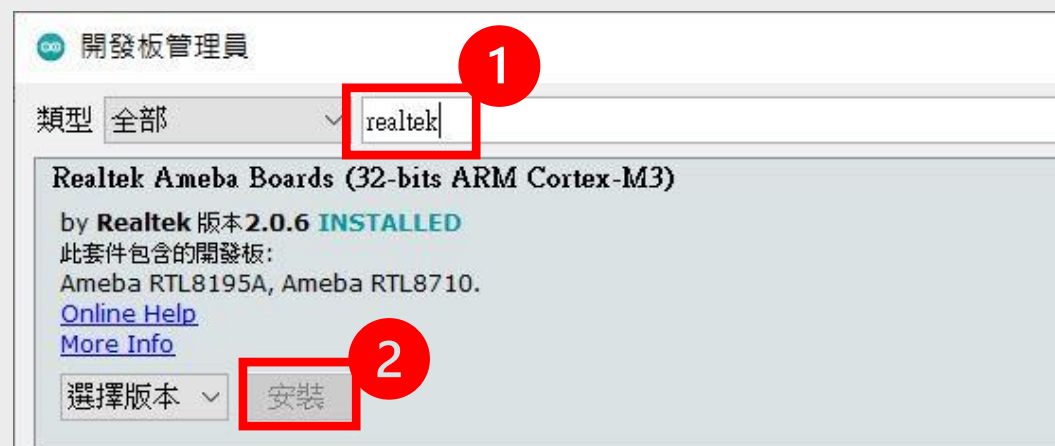 開發板管理員
1
類型 全部 realtek
Realtek Ameba Boards (32-bits ARM Cortex-M3)
by Realtek 版本2.0.6 INSTALLED
此套件包含的開發板:
Ameba RTL8195A, Ameba RTL8710.
Online Help
More Info
2
選擇版本 安裝